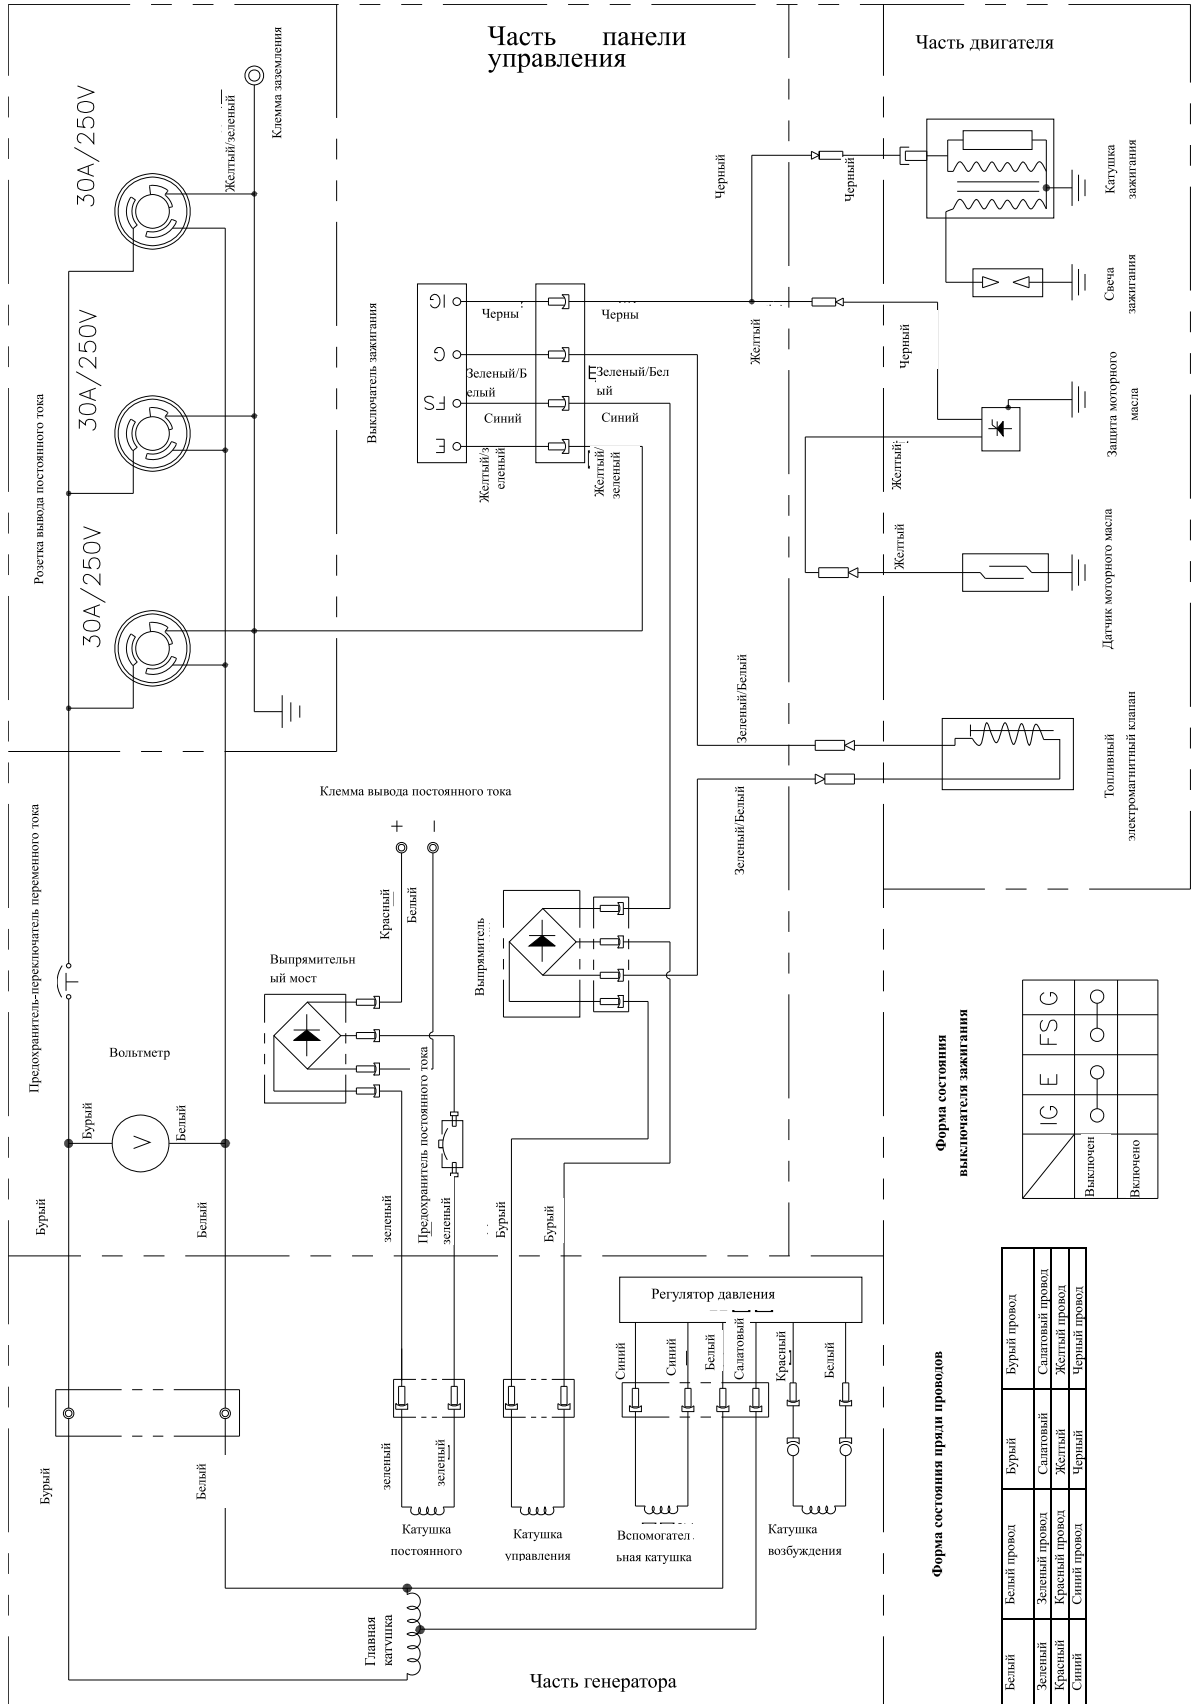 Часть панели
управления
Часть двигателя
30A/250V
30A/250V
30A/250V
Желтый/зеленый
Клемма заземления
Розетка вывода постоянного тока
Выключатель зажигания
IG
G
FS
E
Черны
Зеленый/Б
елый
Синий
Желтый/з
еленый
Черны
Зеленый/Бел
ый
Синий
Желтый/
зеленый
Черный
Черный
Желтый
Черный
Желтый
Желтый
Катушка
зажигания
Свеча
зажигания
Защита моторного
масла
Датчик моторного масла
Топливный
электромагнитный клапан
Зеленый/Белый
Зеленый/Белый
Предохранитель-переключатель переменного тока
Клемма вывода постоянного тока
+
−
Красный
Белый
Выпрямительн
ый мост
Выпрямитель
Вольтметр
V
Бурый
Белый
Предохранитель постоянного тока
Бурый
Белый
зеленый
зеленый
Бурый
Бурый
Регулятор давления
Синий
Синий
Белый
Салатовый
Красный
Белый
Бурый
Белый
зеленый
зеленый
Катушка
постоянного
Катушка
управления
Вспомогател
ьная катушка
Катушка
возбуждения
Главная
катушка
Часть генератора
Форма состояния
выключателя зажигания
IG E FS G
Выключен
Включено
Форма состояния пряди проводов
Белый Белый провод Бурый Бурый провод
Зеленый Зеленый провод Салатовый Салатовый провод
Красный Красный провод Желтый Желтый провод
Синий Синий провод Черный Черный провод